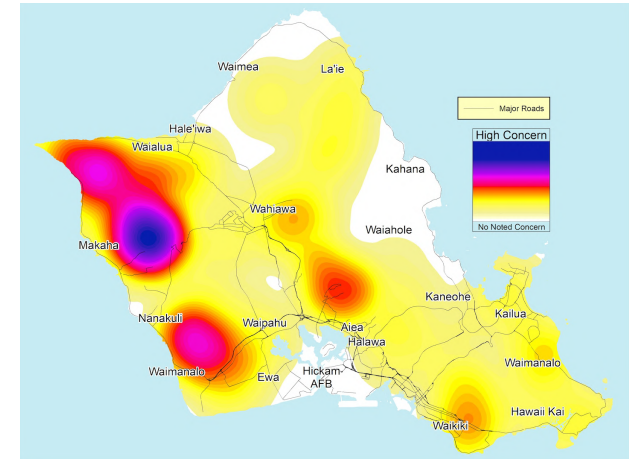 Waimea
La'ie
Major Roads
High Concern
No Noted Concern
Hale'iwa
Waialua
Kahana
Wahiawa
Waiahole
Makaha
Kaneohe
Kailua
Nanakuli
Waipahu
Aiea
Halawa
Waimanalo
Waimanalo
Ewa
Hickam-
AFB
Hawaii Kai
Waikiki